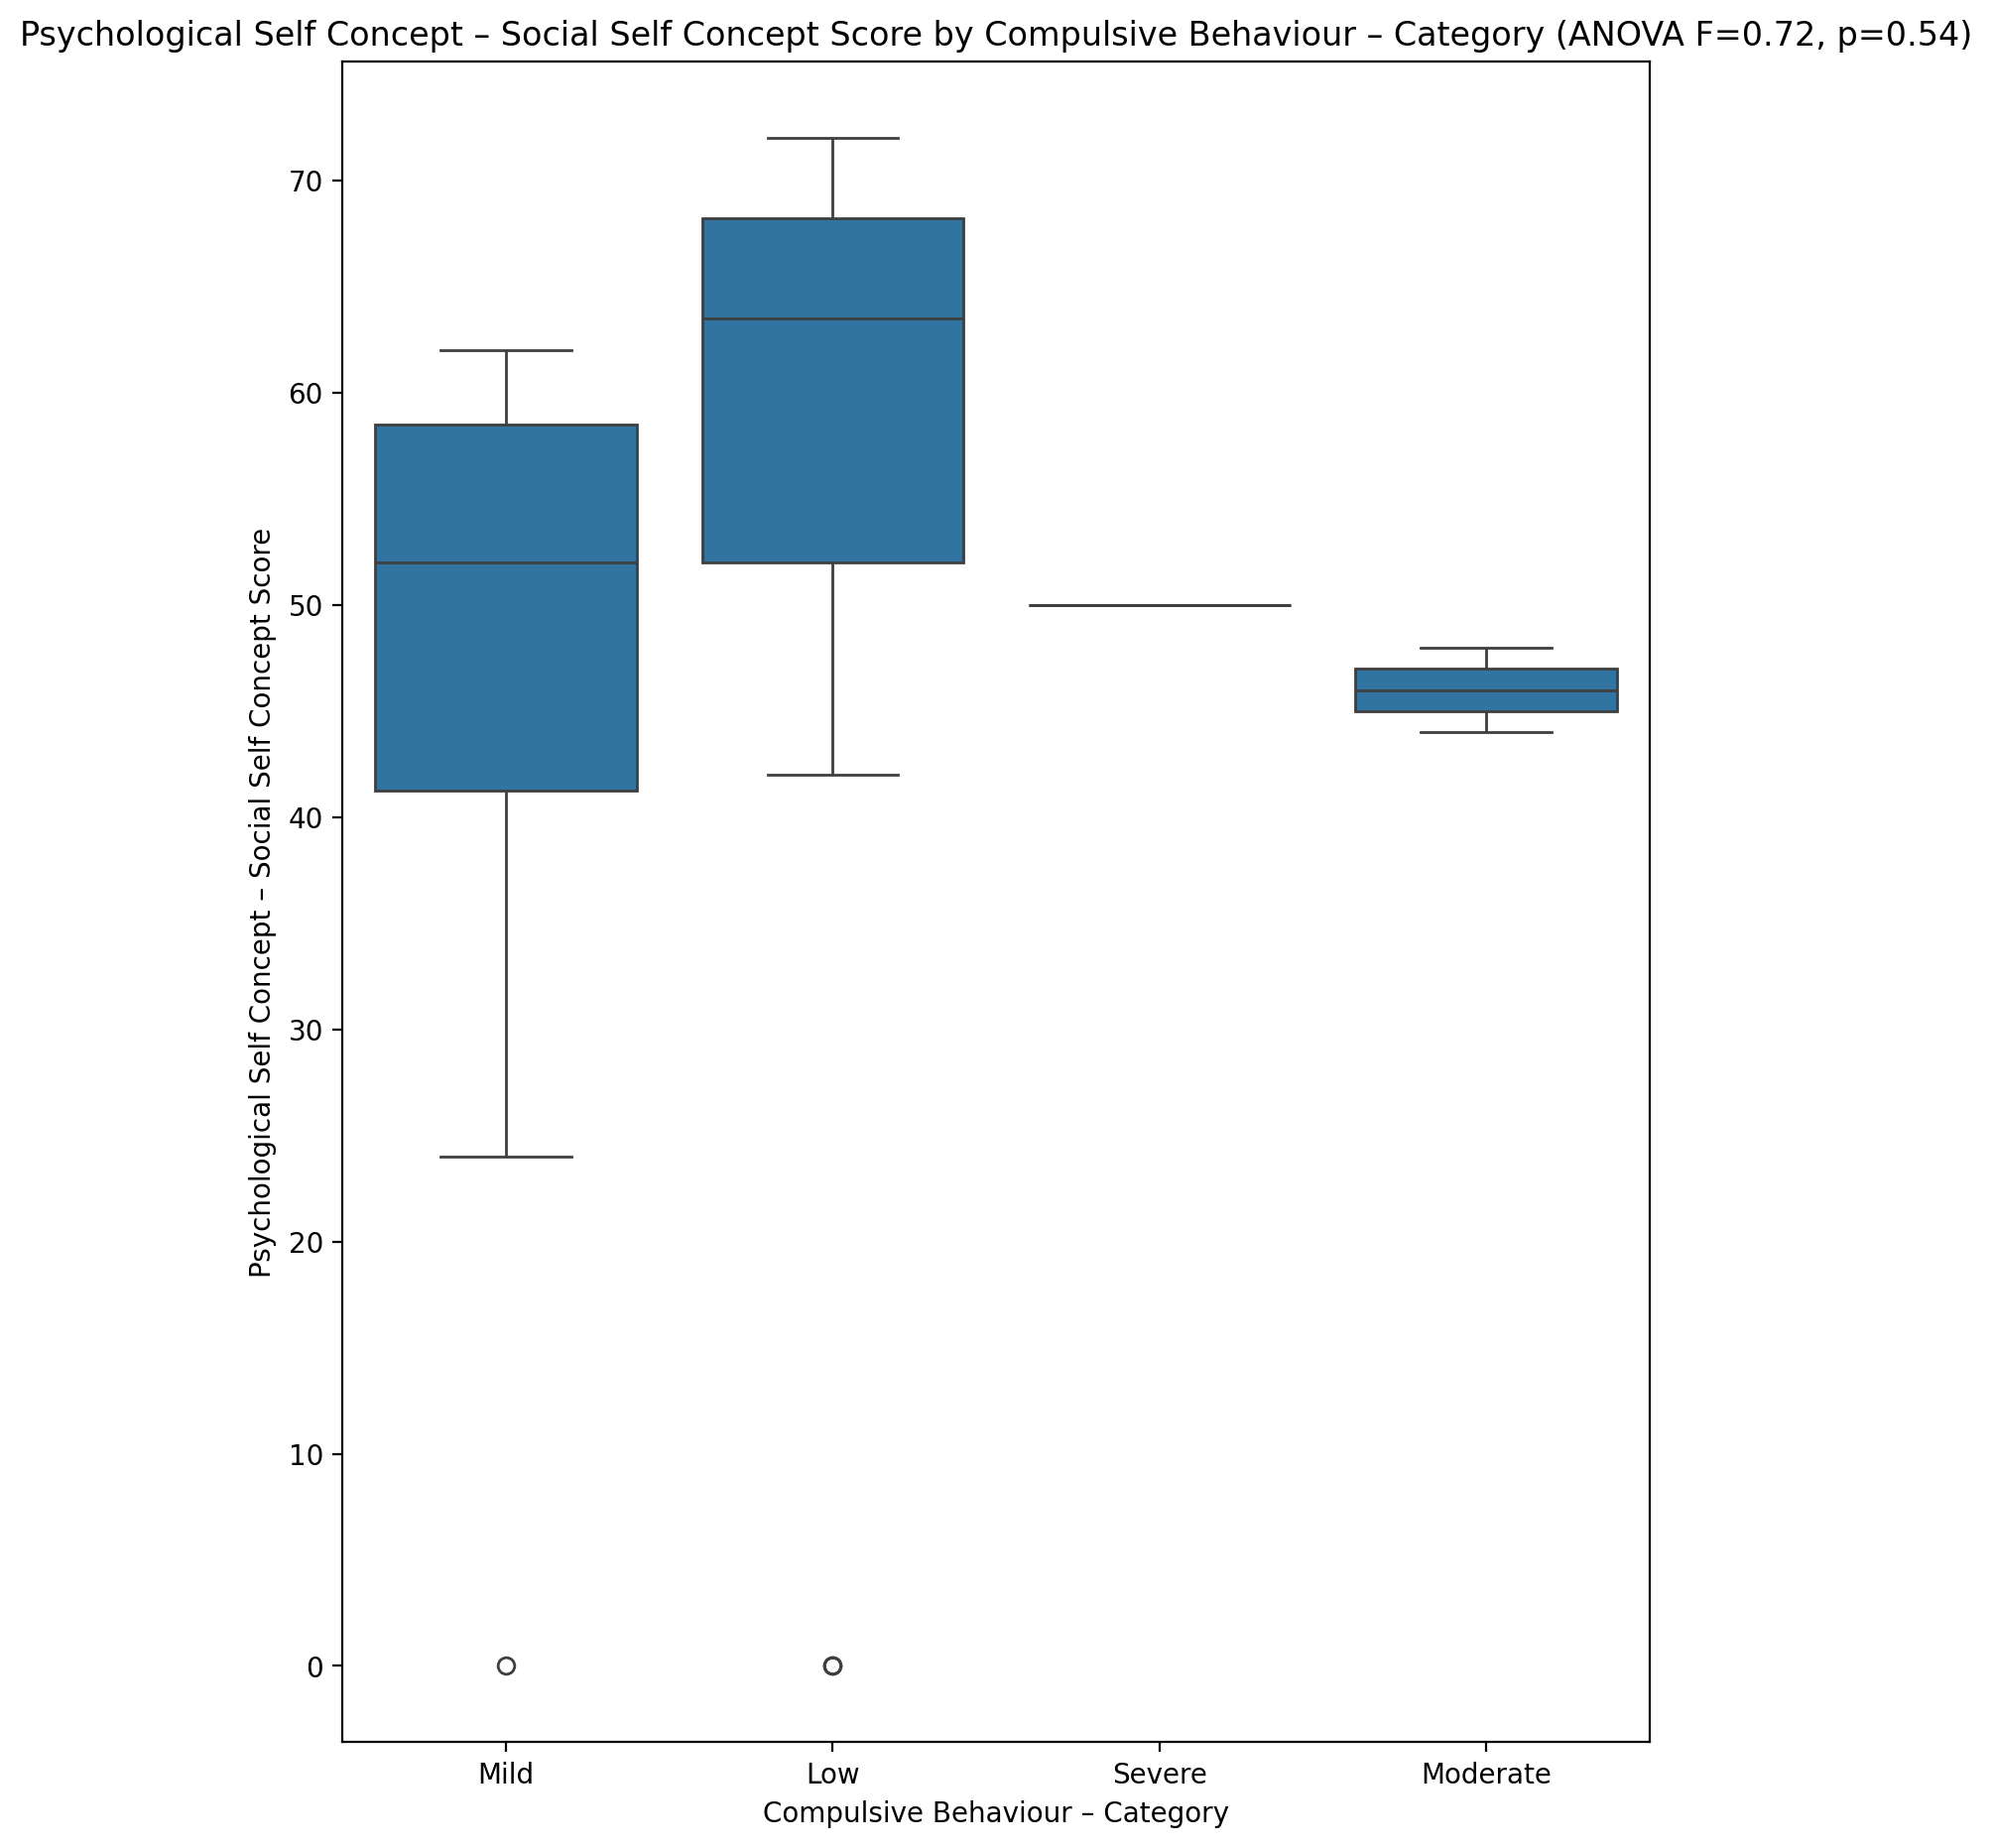 Psychological Self Concept – Social Self Concept Score by Compulsive Behaviour – Category (ANOVA F=0.72, p=0.54)
Psychological Self Concept – Social Self Concept Score
70
60
50
40
30
20
10
0
Mild
Low
Severe
Moderate
Compulsive Behaviour – Category